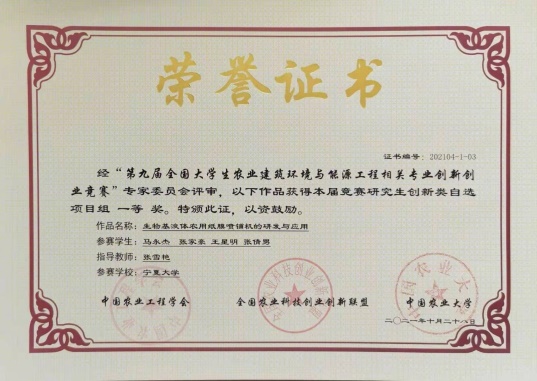 荣誉证书
证书编号：202104-1-03
经“第九届全国大学生农业建筑环境与能源工程相关专业创新创
业竞赛”专家委员会评审，以下作品获得本届竞赛研究生创新类自选
项目组 一等 奖。特颁此证，以资鼓励。
作品名称：生物基液体农用纸膜喷铺机的研发与应用
参赛学生：马永杰 张家豪 王星明 张倩男
指导教师：张雪艳
参赛学校：宁夏大学
中国农业工程学会 全国农业科技创业创新联盟 中国农业大学
二〇二一年十月二十八日